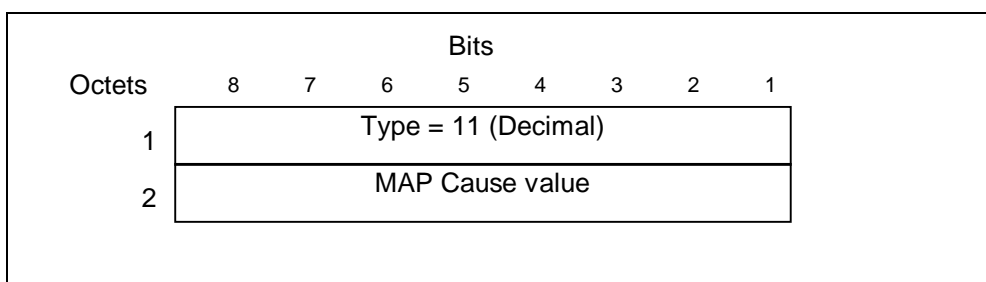 Bits
Octets 8 7 6 5 4 3 2 1
1 Type = 11 (Decimal)
2 MAP Cause value